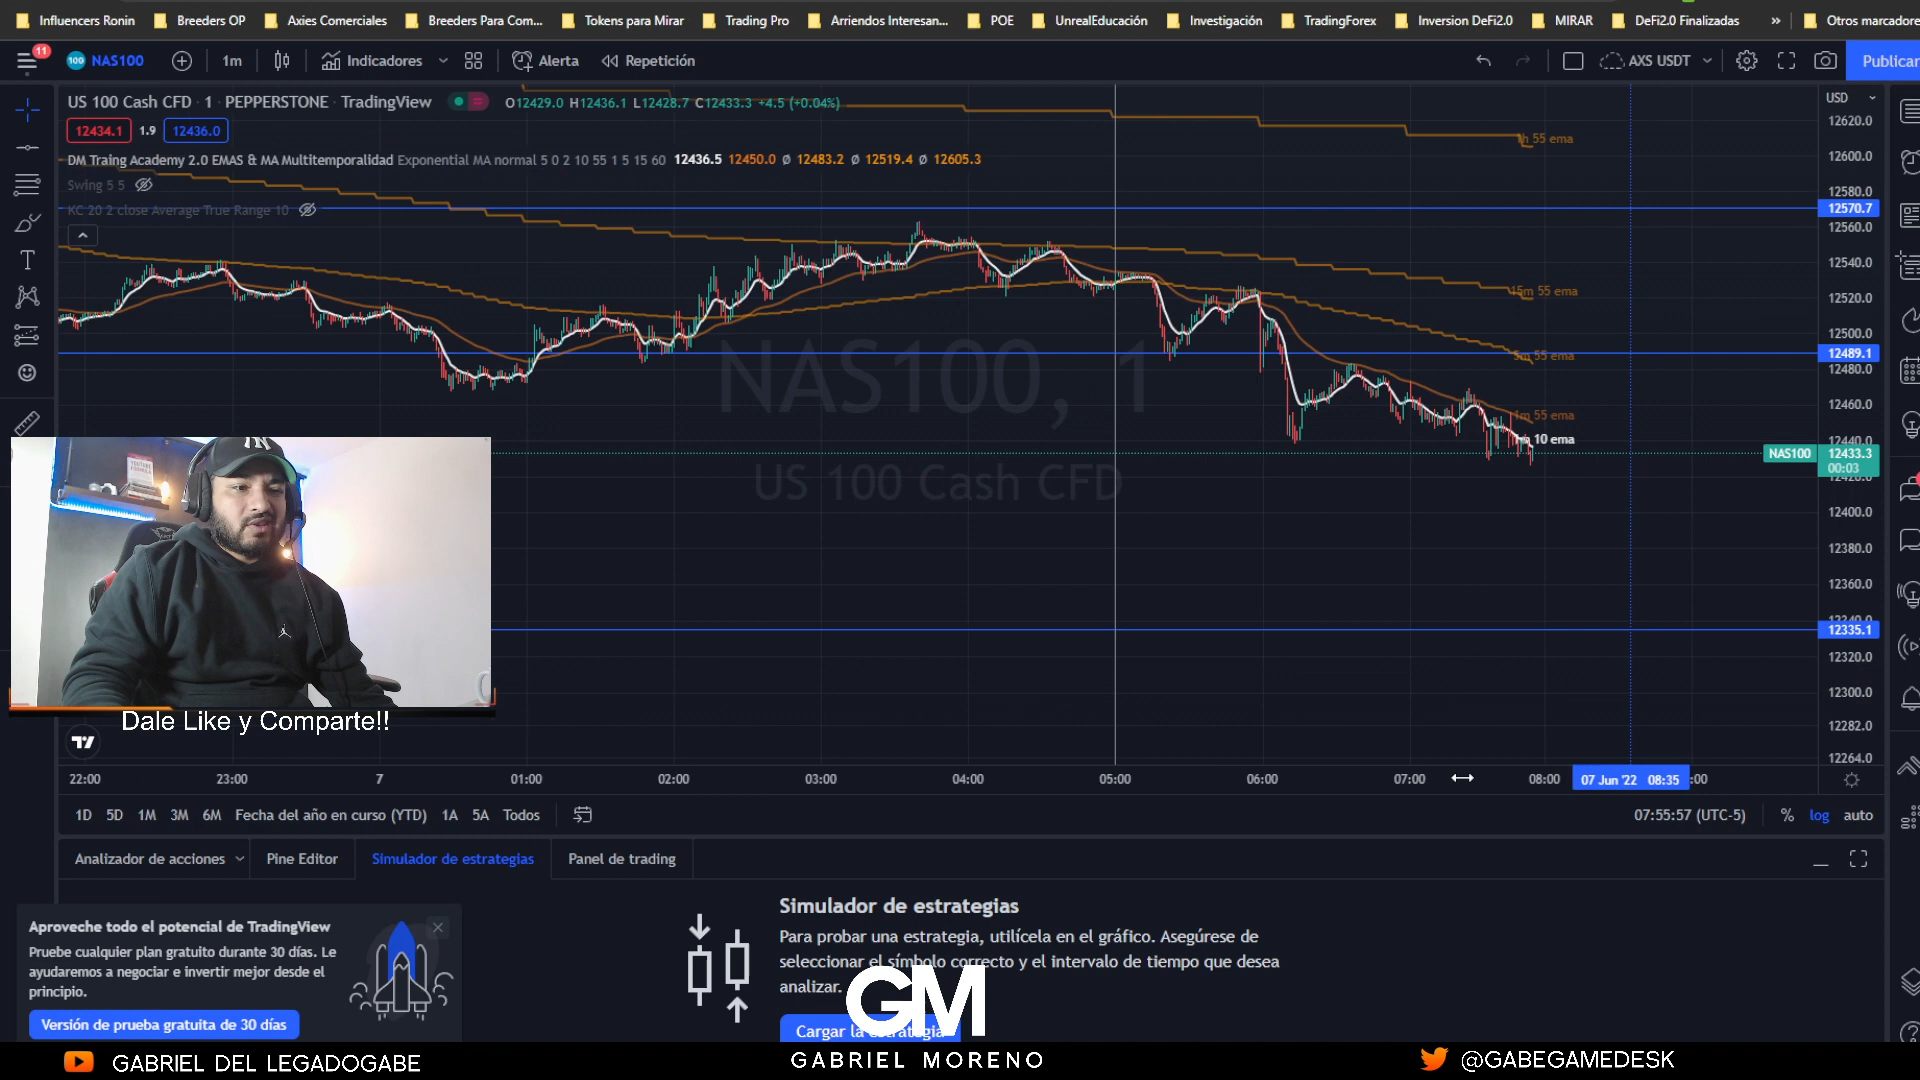 Influencers Ronin
Breeders OP
Axies Comerciales
Breeders Para Com...
Tokens para Mirar
Trading Pro
Arriendos Interesan...
POE
UnrealEducación
Investigación
TradingForex
Inversion DeFi2.0
MIRAR
DeFi2.0 Finalizadas
»
Otros marcadore
11
100 NAS100
1m
Indicadores
Alerta
Repetición
AXS USDT
Publicar
US 100 Cash CFD · 1 · PEPPERSTONE · TradingView
O12429.0 H12436.1 L12428.7 C12433.3 +4.5 (+0.04%)
12434.1 1.9 12436.0
DM Traing Academy 2.0 EMAS & MA Multitemporalidad Exponential MA normal 5 0 2 10 55 1 5 15 60 12436.5 12450.0 Ø 12483.2 Ø 12519.4 Ø 12605.3
Swing 5 5
KC 20 2 close Average True Range 10
NAS100, 1
US 100 Cash CFD
1h 55 ema
15m 55 ema
5m 55 ema
1m 55 ema
1m 10 ema
USD
12620.0
12600.0
12580.0
12570.7
12560.0
12540.0
12520.0
12500.0
12489.1
12480.0
12460.0
12440.0
NAS100 12433.3
00:03
12420.0
12400.0
12380.0
12360.0
12340.0
12335.1
12320.0
12300.0
12282.0
12264.0
Dale Like y Comparte!!
22:00 23:00 7 01:00 02:00 03:00 04:00 05:00 06:00 07:00 08:00 07 Jun '22 08:35 :00
1D 5D 1M 3M 6M Fecha del año en curso (YTD) 1A 5A Todos
07:55:57 (UTC-5) % log auto
Analizador de acciones
Pine Editor
Simulador de estrategias
Panel de trading
Aproveche todo el potencial de TradingView
Pruebe cualquier plan gratuito durante 30 días. Le
ayudaremos a negociar e invertir mejor desde el
principio.
Versión de prueba gratuita de 30 días
Simulador de estrategias
Para probar una estrategia, utilícela en el gráfico. Asegúrese de
seleccionar el símbolo correcto y el intervalo de tiempo que desea
analizar.
Cargar la estrategia
GM
GABRIEL MORENO
GABRIEL DEL LEGADOGABE
@GABEGAMEDESK